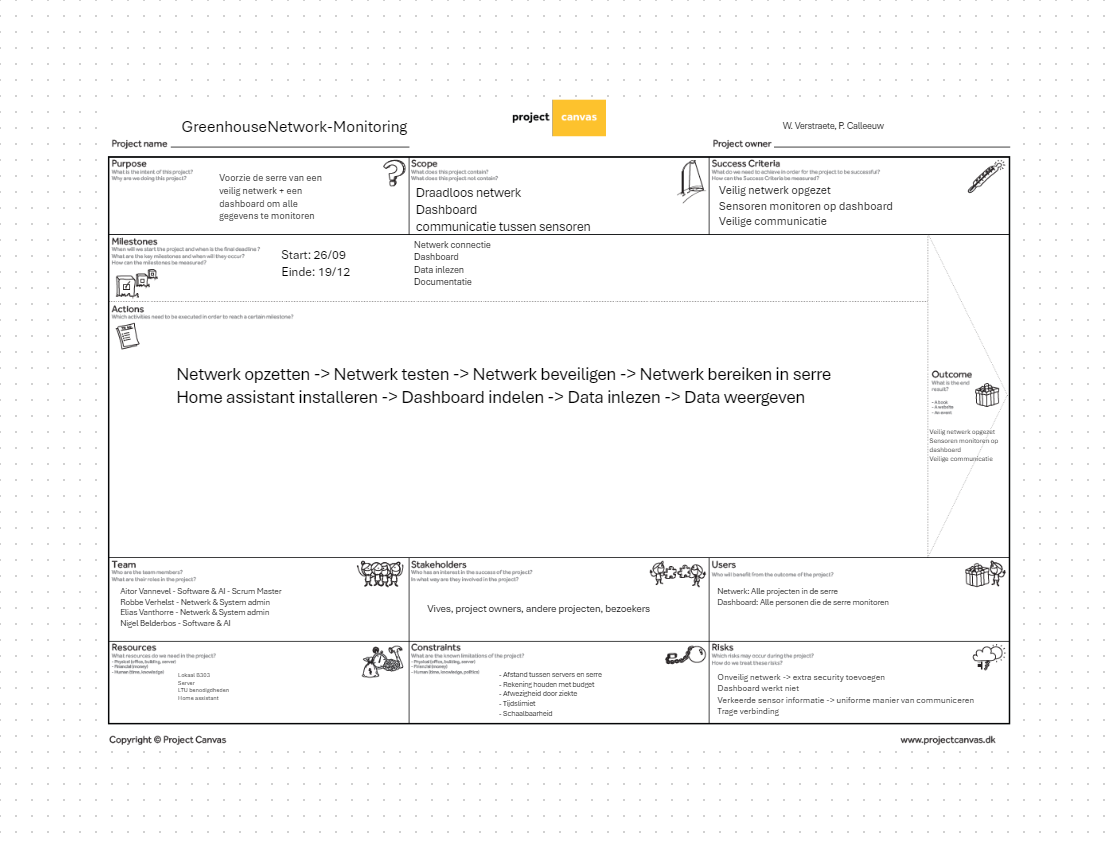 GreenhouseNetwork-Monitoring
project canvas
W. Verstraete, P. Calleeuw
Project name
Project owner
Purpose
What is the intent of this project?
Why are we doing this project?
Voorzie de serre van een
veilig netwerk + een
dashboard om alle
gegevens te monitoren
Scope
What does this project contain?
What does this project not contain?
Draadloos netwerk
Dashboard
communicatie tussen sensoren
Success Criteria
What do we need to achieve in order for the project to be successful?
How can the Success Criteria be measured?
Veilig netwerk opgezet
Sensoren monitoren op dashboard
Veilige communicatie
Milestones
When will we start the project and when is the final deadline?
What are the key milestones and when will they occur?
How can the milestones be measured?
Start: 26/09
Einde: 19/12
Netwerk connectie
Dashboard
Data inlezen
Documentatie
Actions
Which activities need to be executed in order to reach a certain milestone?
Netwerk opzetten -> Netwerk testen -> Netwerk beveiligen -> Netwerk bereiken in serre
Home assistant installeren -> Dashboard indelen -> Data inlezen -> Data weergeven
Outcome
What is the end
result?
- A book
- A website
- An event
Veilig netwerk opgezet
Sensoren monitoren op
dashboard
Veilige communicatie
Team
Who are the team members?
What are their roles in the project?
Aitor Vannevel - Software & AI - Scrum Master
Robbe Verhelst - Netwerk & System admin
Elias Vanthorre - Netwerk & System admin
Nigel Belderbos - Software & AI
Stakeholders
Who has an interest in the success of the project?
In what way are they involved in the project?
Vives, project owners, andere projecten, bezoekers
Users
Who will benefit from the outcome of the project?
Netwerk: Alle projecten in de serre
Dashboard: Alle personen die de serre monitoren
Resources
What resources do we need in the project?
- Physical (office, building, server)
- Financial (money)
- Human (time, knowledge)
Lokaal B303
Server
LTU benodigdheden
Home assistant
Constraints
What are the known limitations of the project?
- Physical (office, building, server)
- Financial (money)
- Human (time, knowledge, politics)
- Afstand tussen servers en serre
- Rekening houden met budget
- Afwezigheid door ziekte
- Tijdslimiet
- Schaalbaarheid
Risks
Which risks may occur during the project?
How do we treat these risks?
Onveilig netwerk -> extra security toevoegen
Dashboard werkt niet
Verkeerde sensor informatie -> uniforme manier van communiceren
Trage verbinding
Copyright © Project Canvas
www.projectcanvas.dk